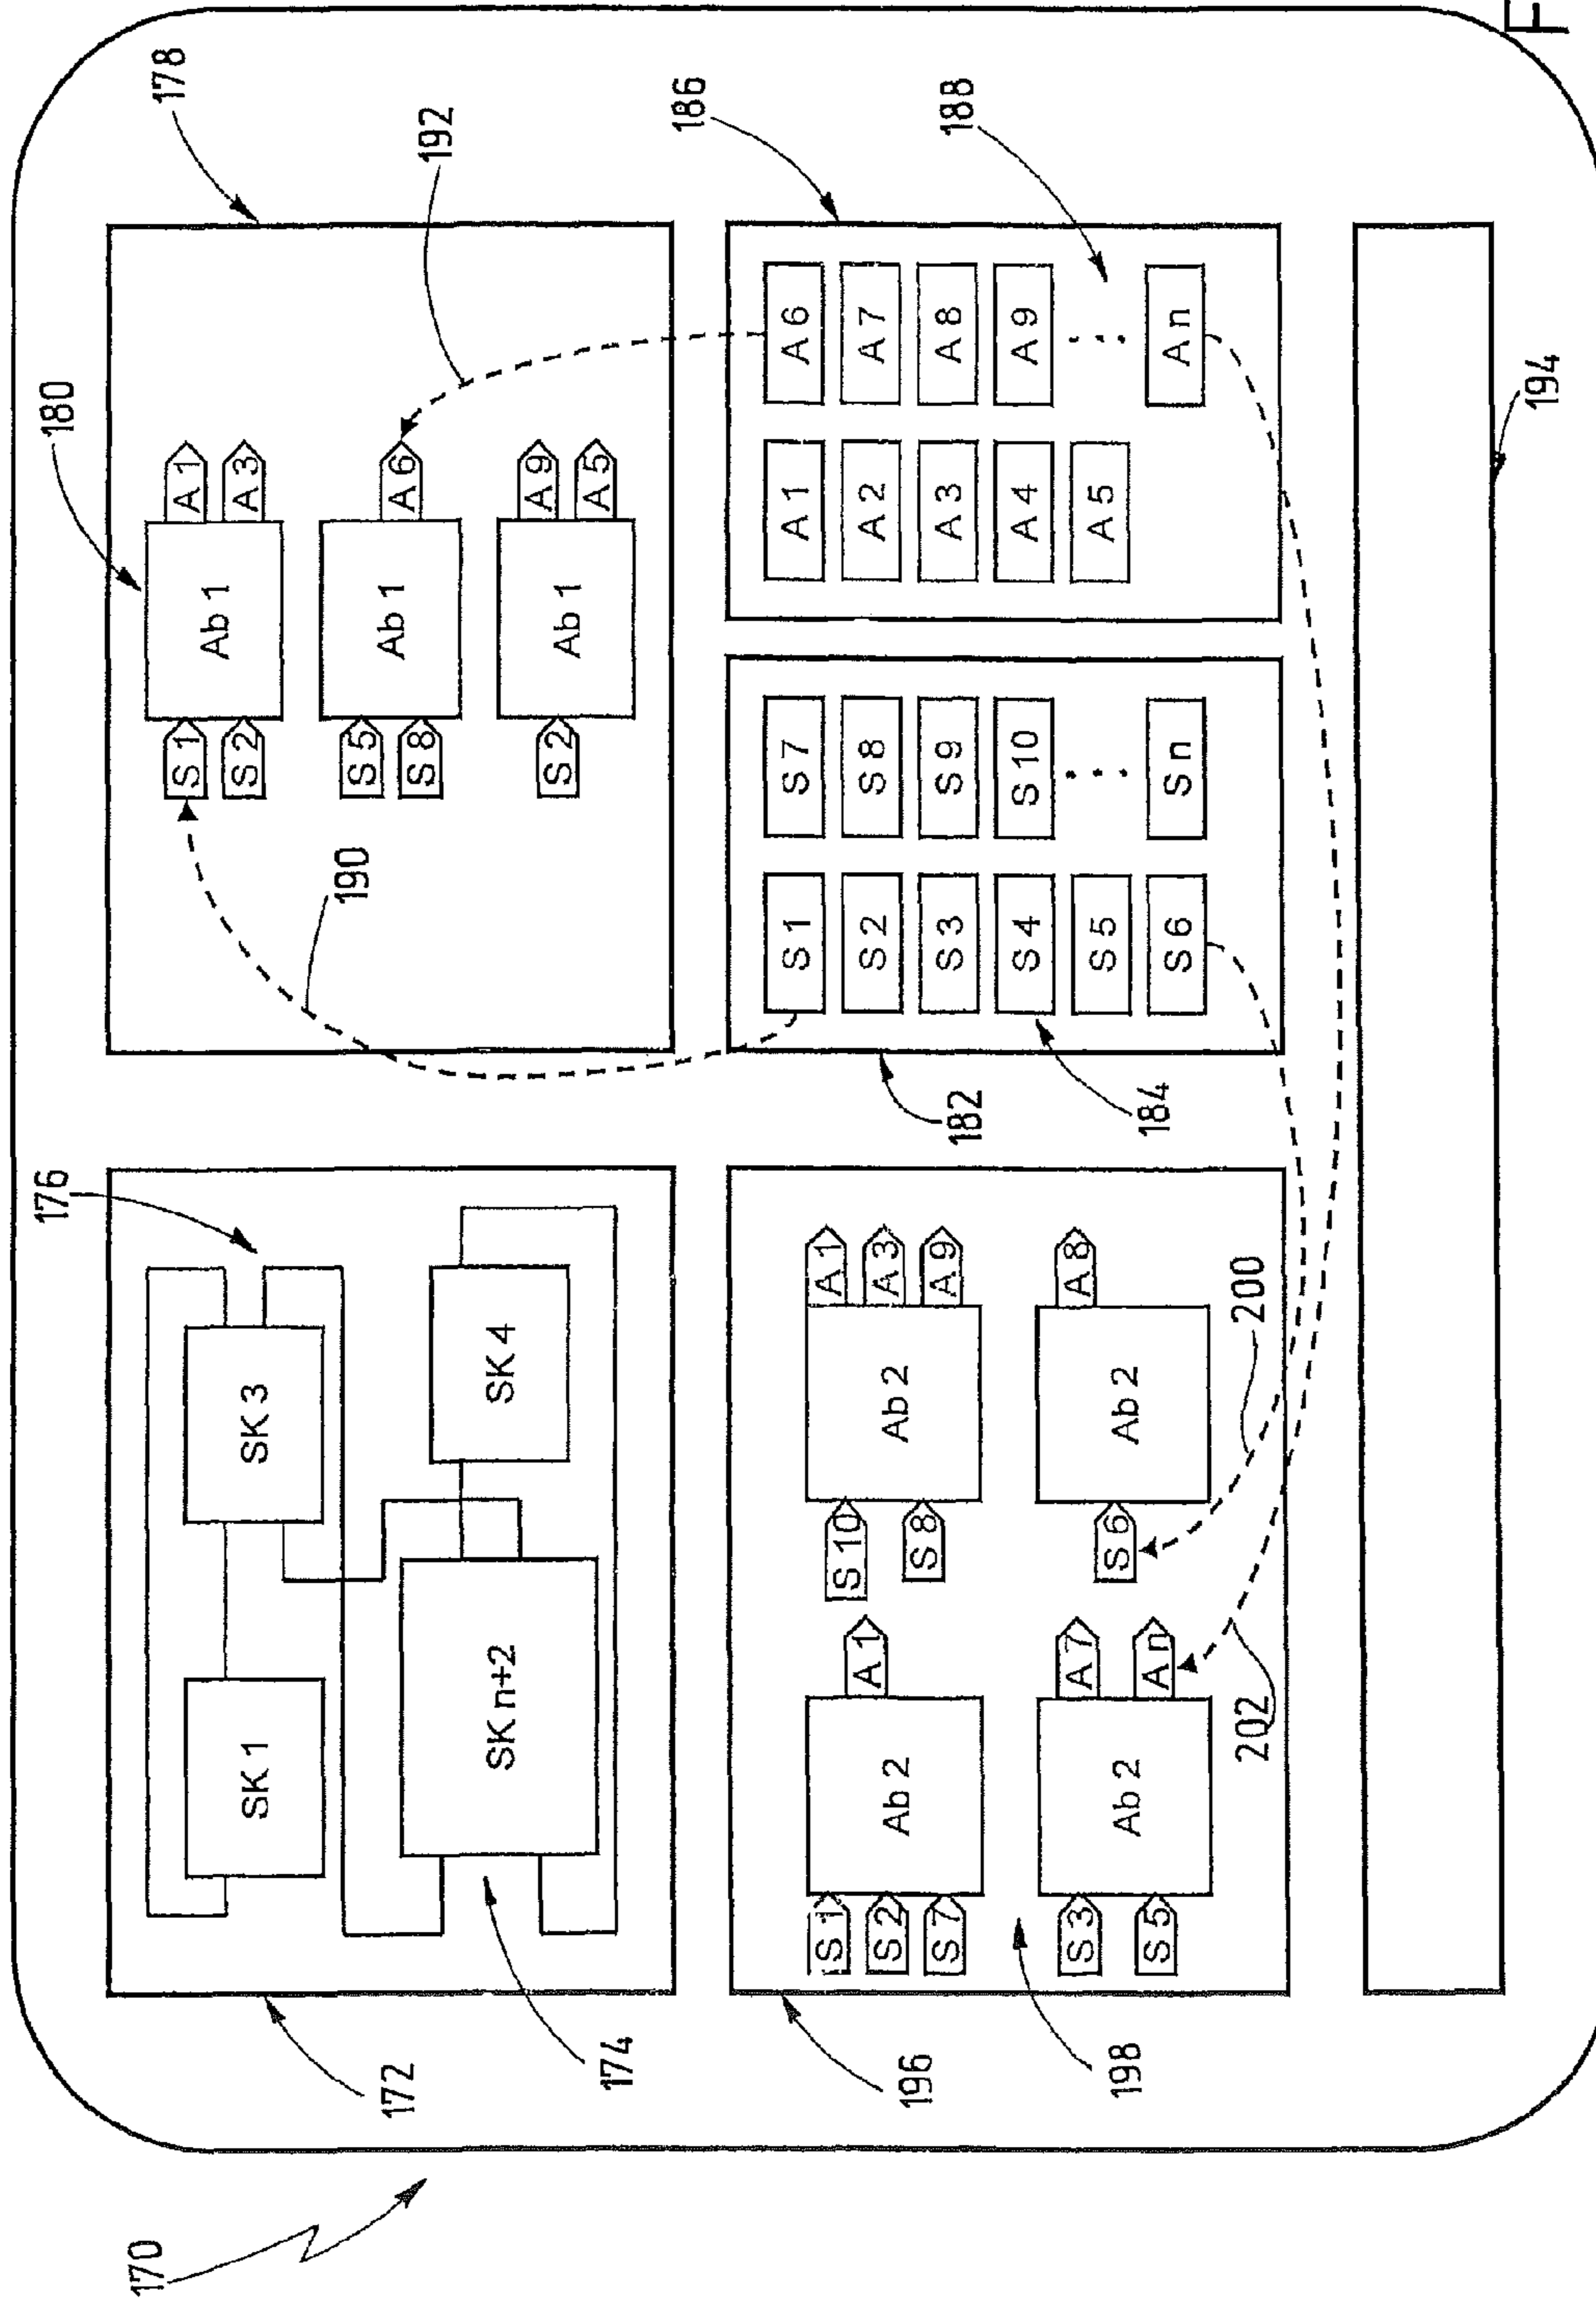 170
172
174
176
SK 1
SK 3
SK n+2
SK 4
178
180
192
190
S 1
S 2
Ab 1
A 1
A 3
S 5
S 8
Ab 1
A 6
S 2
Ab 1
A 9
A 5
196
198
S 1
S 2
S 7
Ab 2
A 1
S 10
S 8
Ab 2
A 1
A 3
A 9
S 3
S 5
Ab 2
A 7
An
S 6
Ab 2
A 8
202
200
182
184
S 1
S 7
S 2
S 8
S 3
S 9
S 4
S 10
S 5
S 6
S n
186
188
A 1
A 6
A 2
A 7
A 3
A 8
A 4
A 9
A 5
A n
194
F